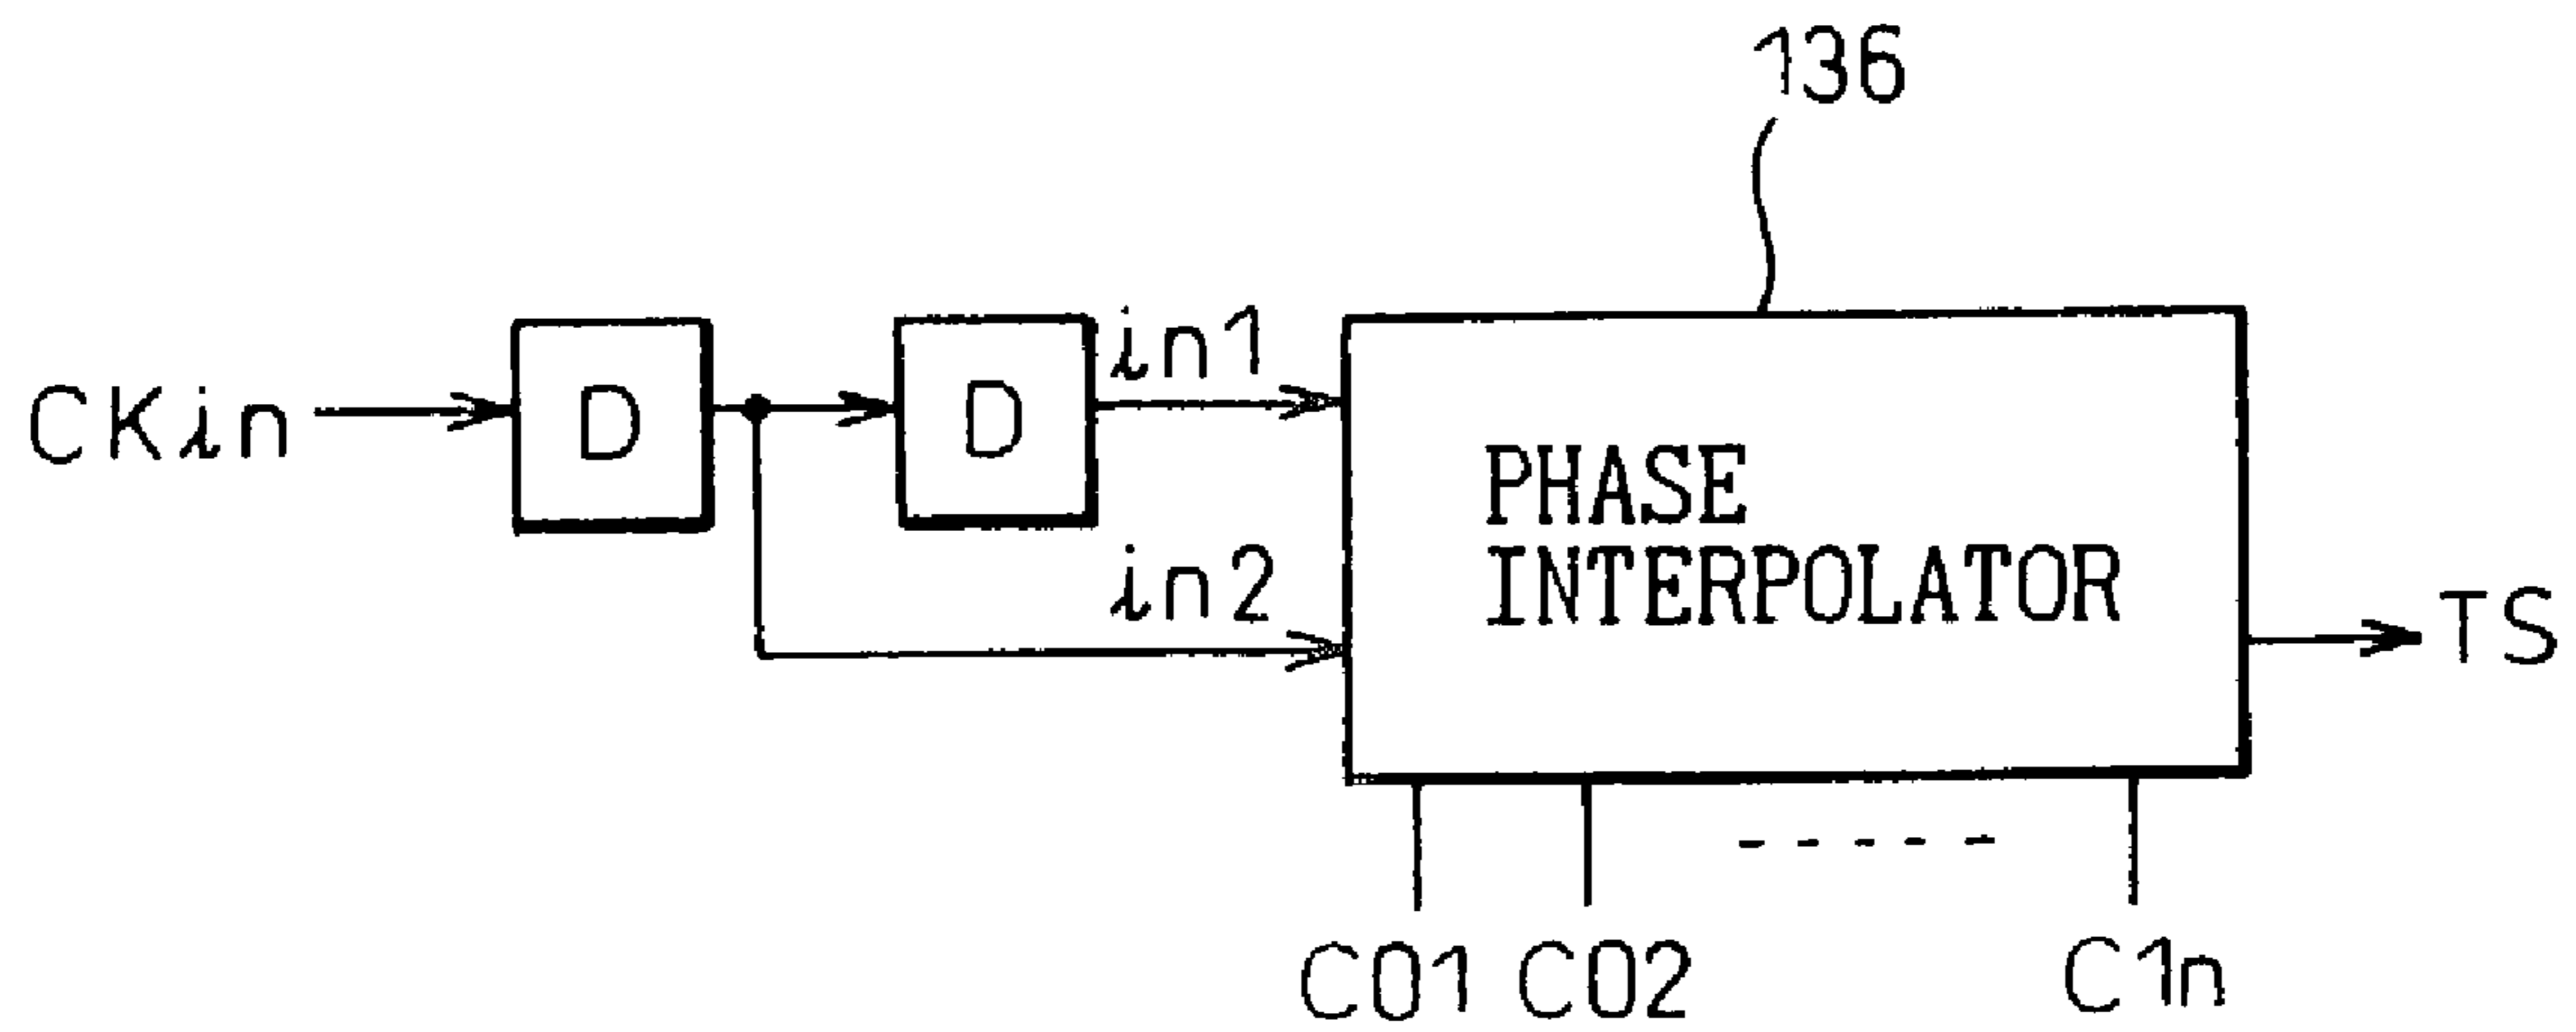 136
CKin
D
D
in1
in2
PHASE
INTERPOLATOR
TS
C01
C02
C1n